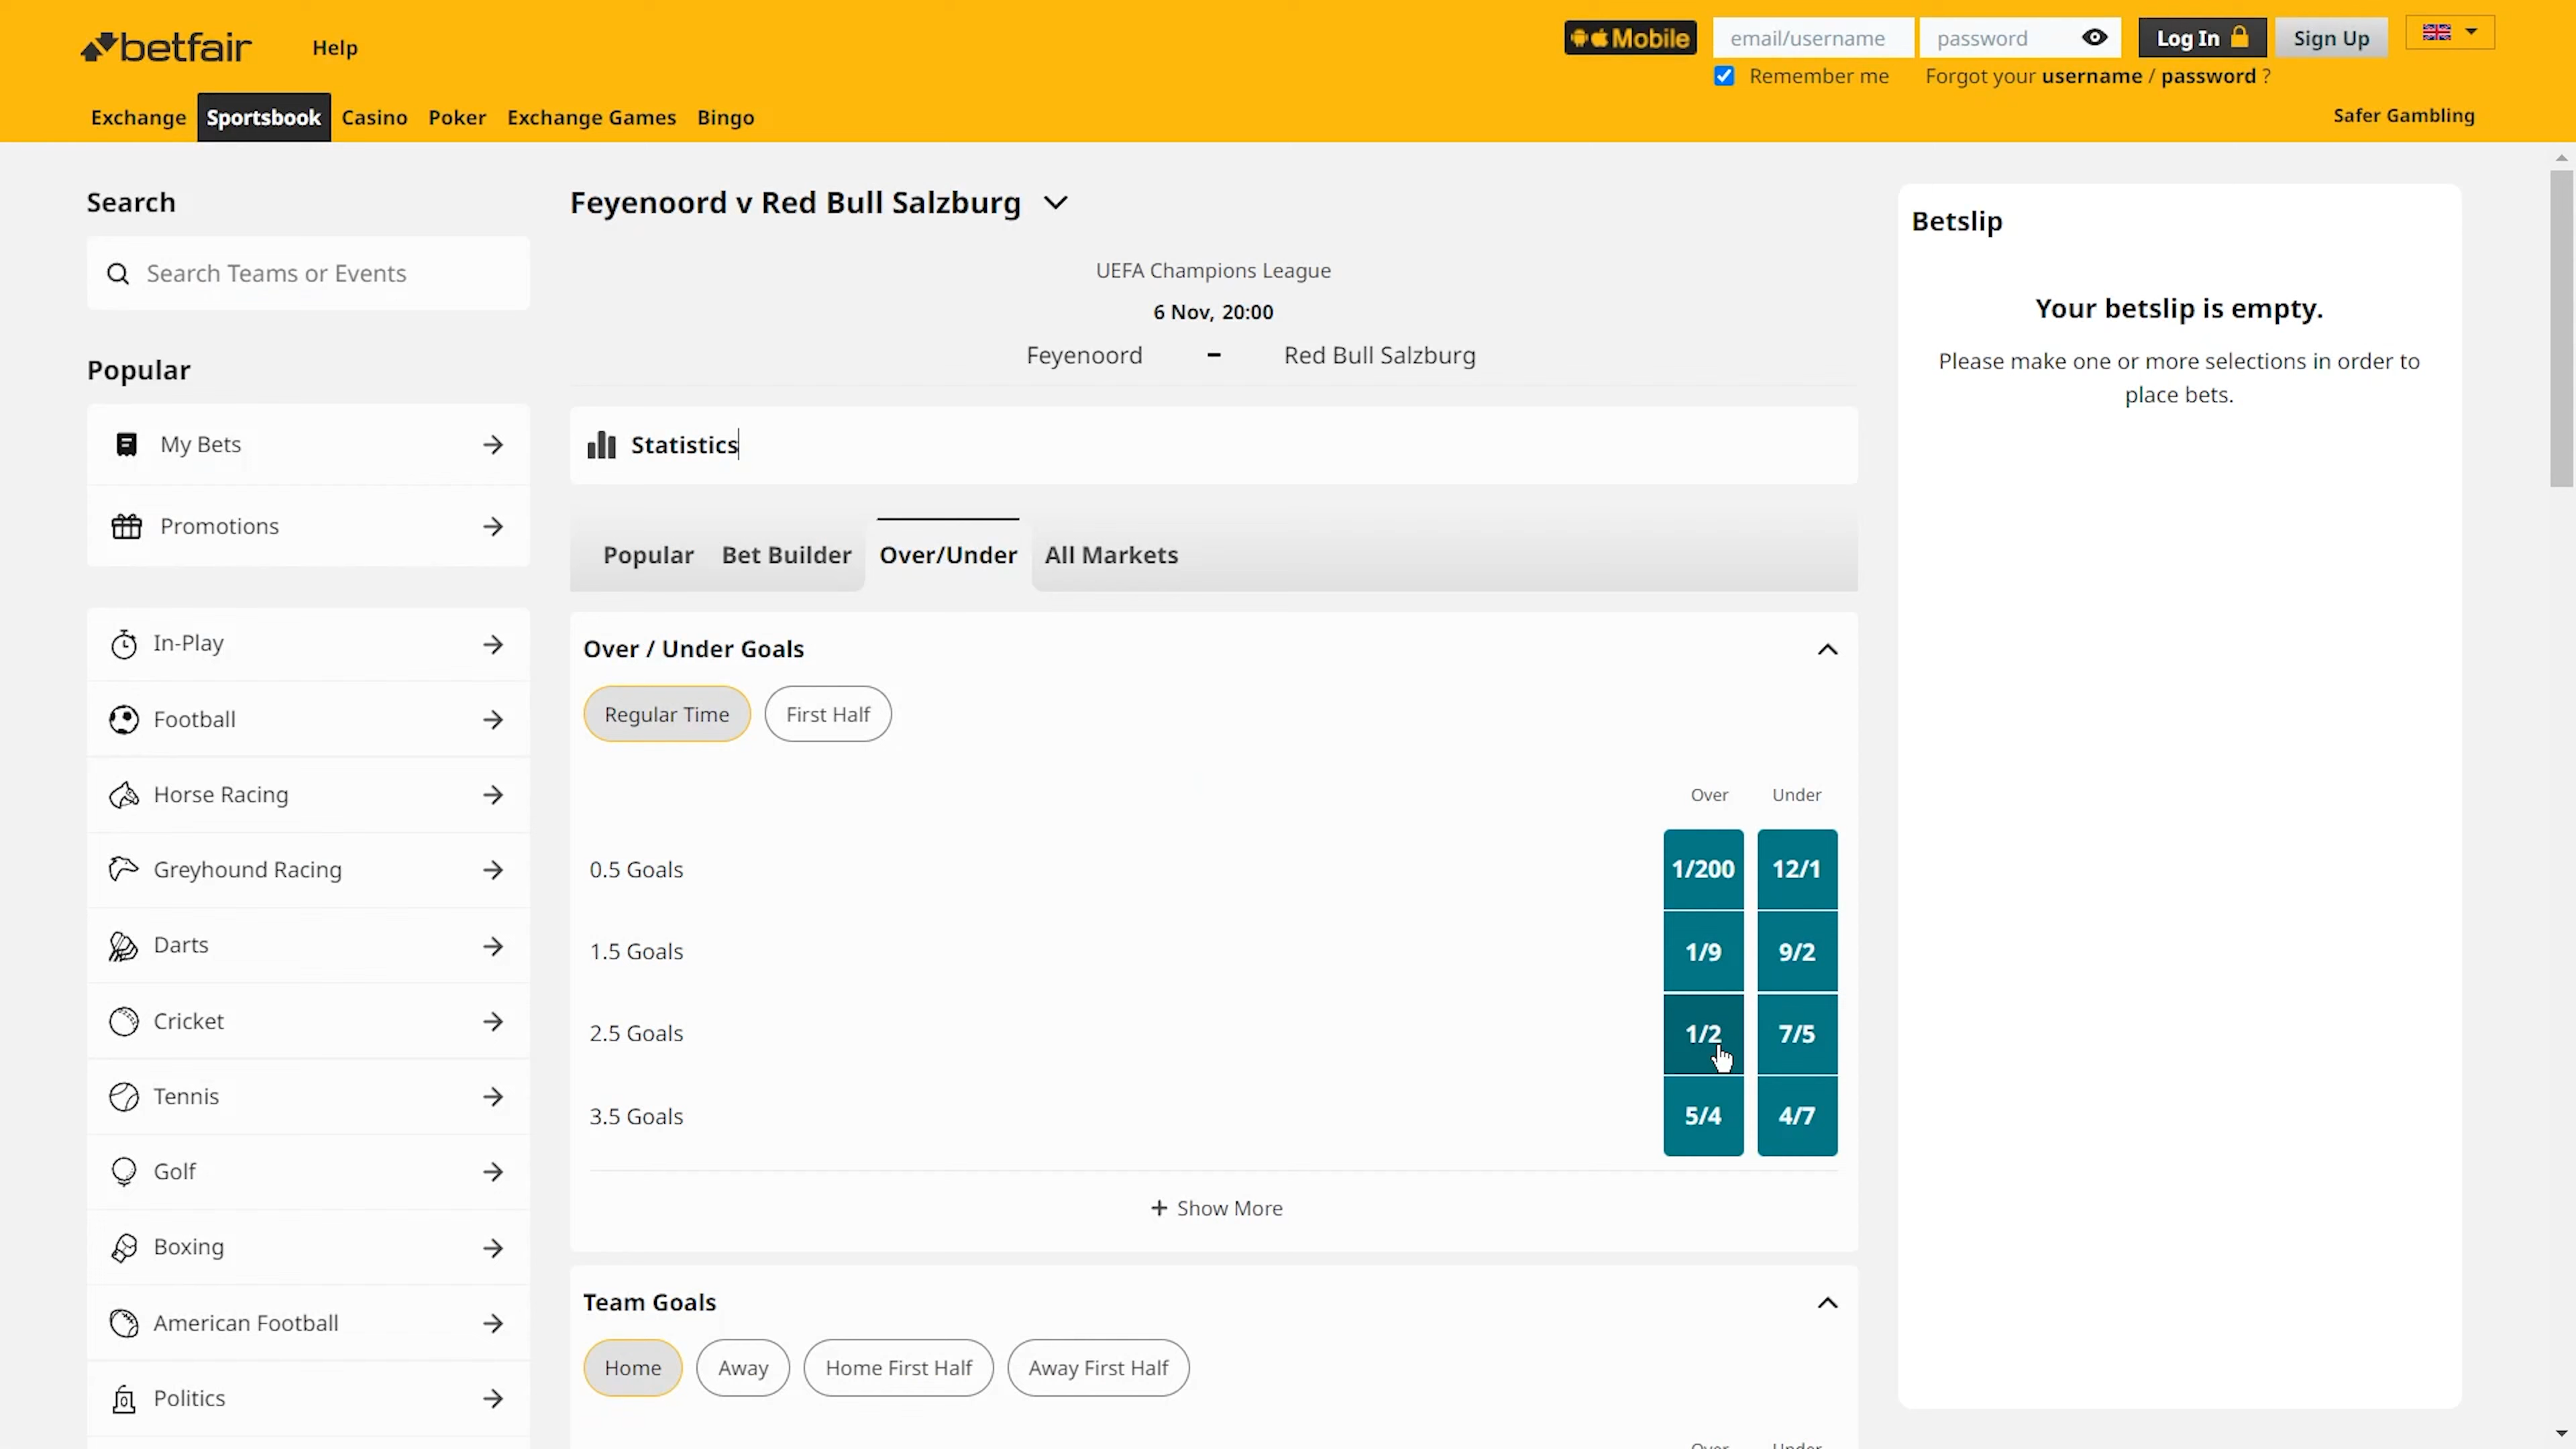 betfair
Help
Mobile
email/username
password
Log In
Sign Up
Remember me
Forgot your username / password ?
Exchange
Sportsbook
Casino
Poker
Exchange Games
Bingo
Safer Gambling
Search
Search Teams or Events
Popular
My Bets
Promotions
In-Play
Football
Horse Racing
Greyhound Racing
Darts
Cricket
Tennis
Golf
Boxing
American Football
Politics
Feyenoord v Red Bull Salzburg
UEFA Champions League
6 Nov, 20:00
Feyenoord - Red Bull Salzburg
Statistics
Popular
Bet Builder
Over/Under
All Markets
Over / Under Goals
Regular Time
First Half
Over Under
0.5 Goals 1/200 12/1
1.5 Goals 1/9 9/2
2.5 Goals 1/2 7/5
3.5 Goals 5/4 4/7
+ Show More
Team Goals
Home
Away
Home First Half
Away First Half
Over Under
Betslip
Your betslip is empty.
Please make one or more selections in order to
place bets.